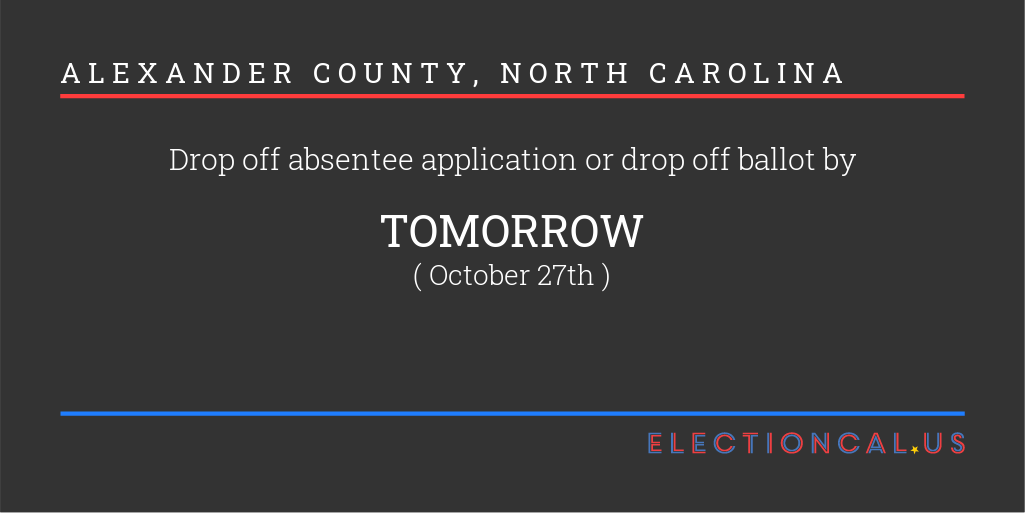 ALEXANDER COUNTY, NORTH CAROLINA
Drop off absentee application or drop off ballot by
TOMORROW
( October 27th )
ELECTIONCAL.US